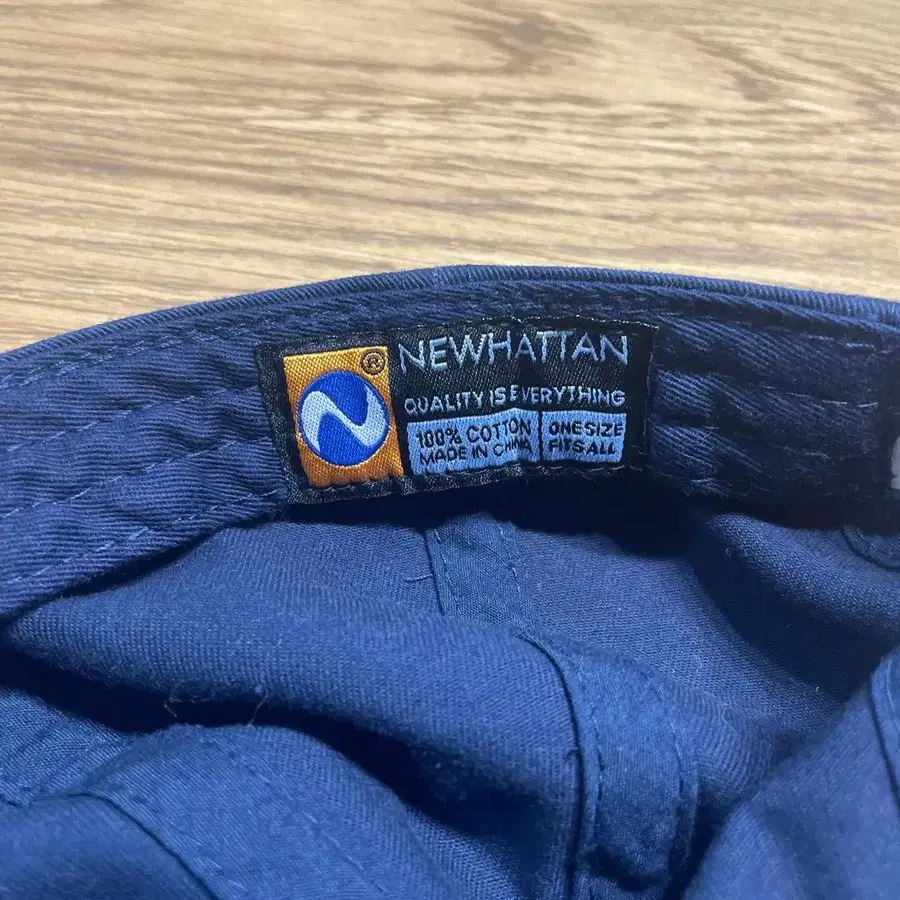 ®
NEWHATTAN
QUALITY IS EVERYTHING
100% COTTON
MADE IN CHINA
ONE SIZE
FITS ALL